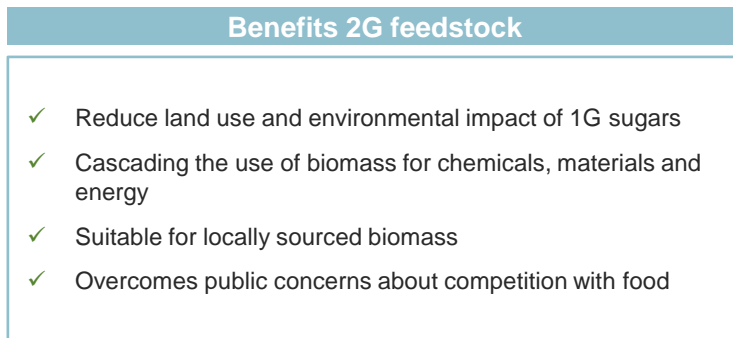 Benefits 2G feedstock
✓ Reduce land use and environmental impact of 1G sugars
✓ Cascading the use of biomass for chemicals, materials and
energy
✓ Suitable for locally sourced biomass
✓ Overcomes public concerns about competition with food